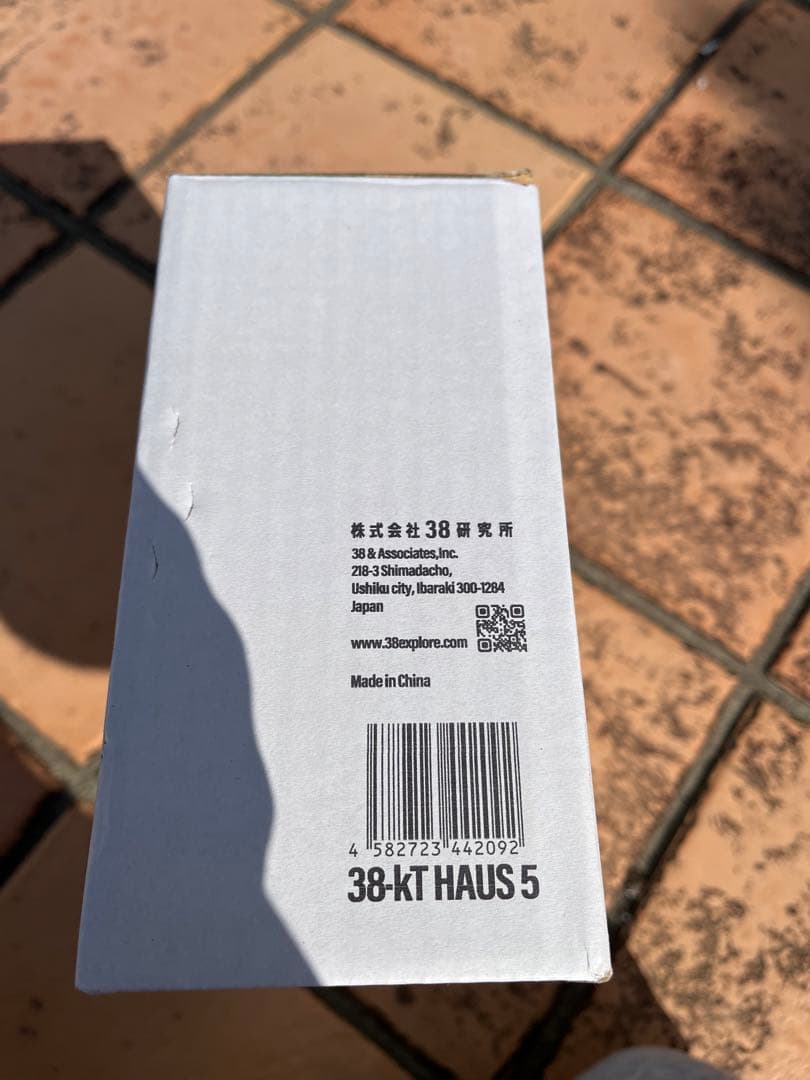 株式会社38研究所
38 & Associates,Inc.
218-3 Shimadacho,
Ushiku city, Ibaraki 300-1284
Japan
www.38explore.com
Made in China
4 582723 442092
38-kT HAUS 5